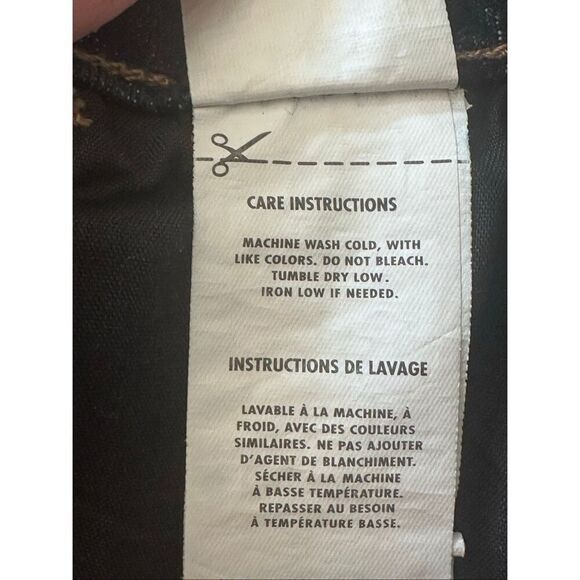 CARE INSTRUCTIONS
MACHINE WASH COLD, WITH
LIKE COLORS. DO NOT BLEACH.
TUMBLE DRY LOW.
IRON LOW IF NEEDED.
INSTRUCTIONS DE LAVAGE
LAVABLE À LA MACHINE, À
FROID, AVEC DES COULEURS
SIMILAIRES. NE PAS AJOUTER
D'AGENT DE BLANCHIMENT.
SÉCHER À LA MACHINE
À BASSE TEMPÉRATURE.
REPASSER AU BESOIN
À TEMPÉRATURE BASSE.